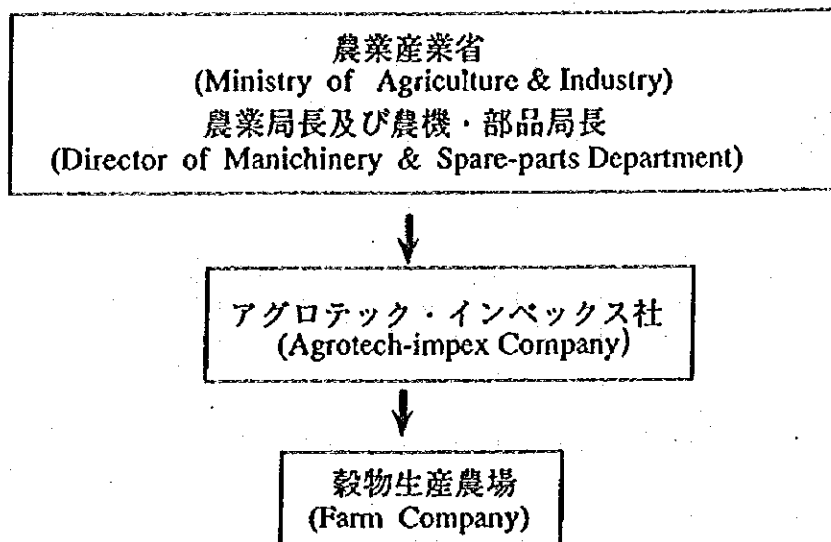 農業産業省
(Ministry of Agriculture & Industry)
農業局長及び農機・部品局長
(Director of Manichinery & Spare-parts Department)
アグロテック・インペックス社
(Agrotech-impex Company)
穀物生産農場
(Farm Company)